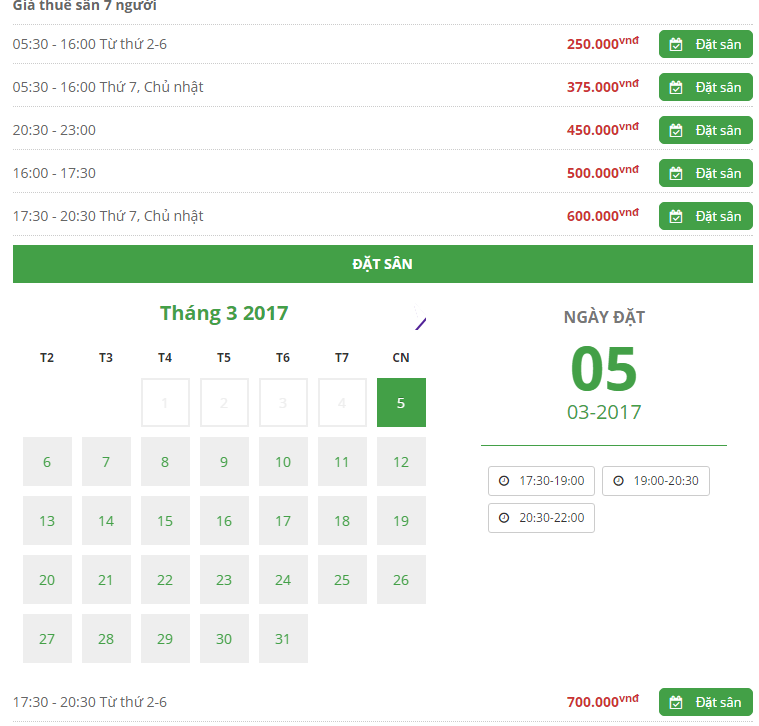 Giá thuê sân 7 người
05:30 - 16:00 Từ thứ 2-6 250.000vnđ Đặt sân
05:30 - 16:00 Thứ 7, Chủ nhật 375.000vnđ Đặt sân
20:30 - 23:00 450.000vnđ Đặt sân
16:00 - 17:30 500.000vnđ Đặt sân
17:30 - 20:30 Thứ 7, Chủ nhật 600.000vnđ Đặt sân
ĐẶT SÂN
Tháng 3 2017
T2 T3 T4 T5 T6 T7 CN
1 2 3 4 5
6 7 8 9 10 11 12
13 14 15 16 17 18 19
20 21 22 23 24 25 26
27 28 29 30 31
NGÀY ĐẶT
05
03-2017
17:30-19:00 19:00-20:30
20:30-22:00
17:30 - 20:30 Từ thứ 2-6 700.000vnđ Đặt sân